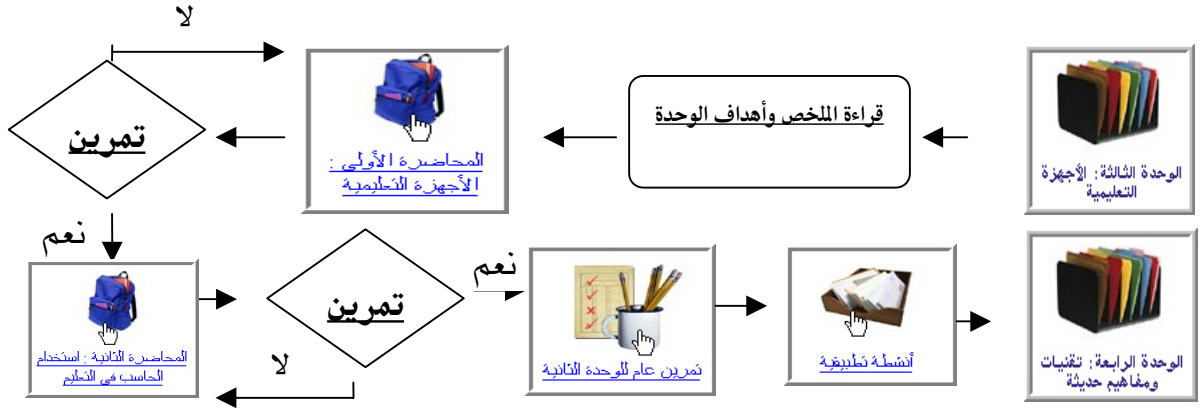 الوحدة الثالثة: الأجهزة
التعليمية
قراءة الملخص وأهداف الوحدة
المحاضرة الأولى :
الأجهزة التعليمية
تمرين
لا
نعم
المحاضرة الثانية : استخدام
الحاسب في التعليم
تمرين
لا
نعم
تمرين عام للوحدة الثانية
أنشطة تطبيقية
الوحدة الرابعة: تقنيات
ومفاهيم حديثة